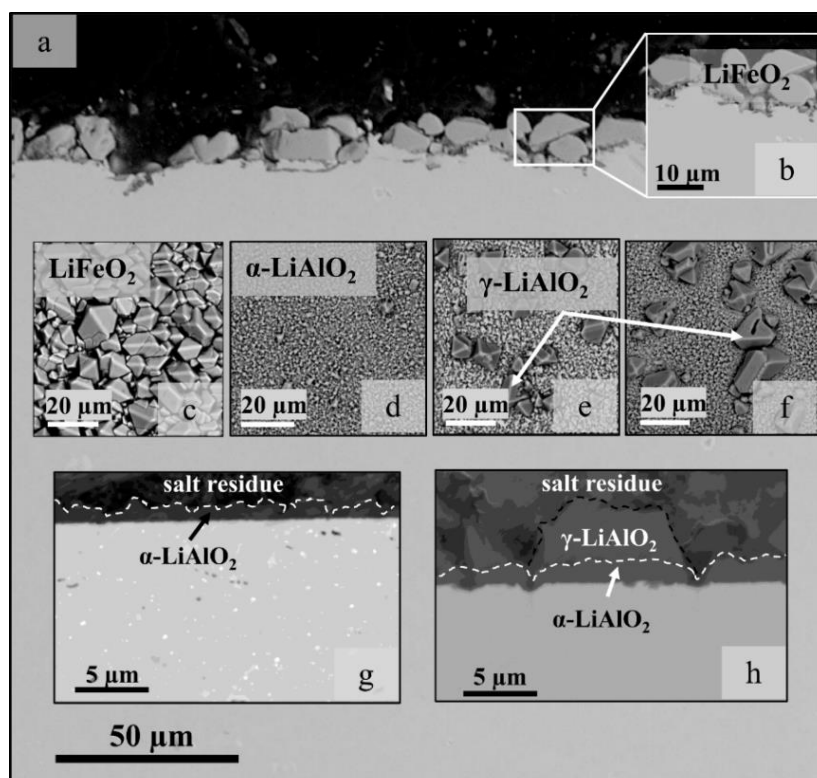 a
LiFeO₂
10 µm
b
LiFeO₂
20 µm
c
α-LiAlO₂
20 µm
d
γ-LiAlO₂
20 µm
e
20 µm
f
salt residue
α-LiAlO₂
5 µm
g
salt residue
γ-LiAlO₂
α-LiAlO₂
5 µm
h
50 µm